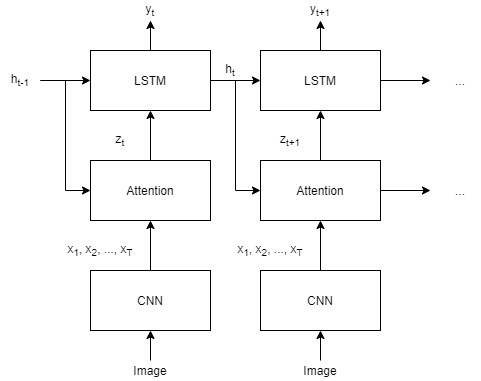 y_t y_{t+1}
h_{t-1} LSTM h_t LSTM ...
z_t z_{t+1}
Attention Attention ...
x_1, x_2, ..., x_T x_1, x_2, ..., x_T
CNN CNN
Image Image